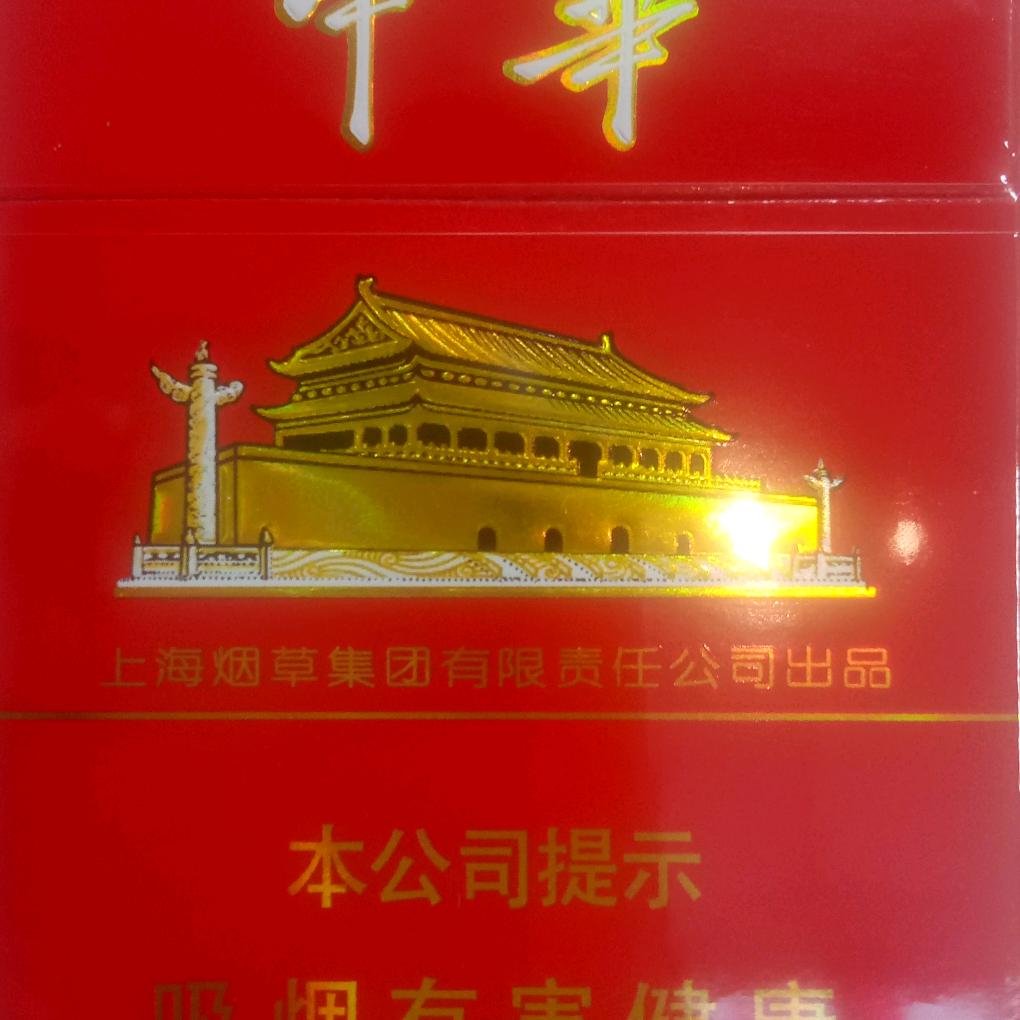 中华
上海烟草集团有限责任公司出品
本公司提示
吸烟有害健康